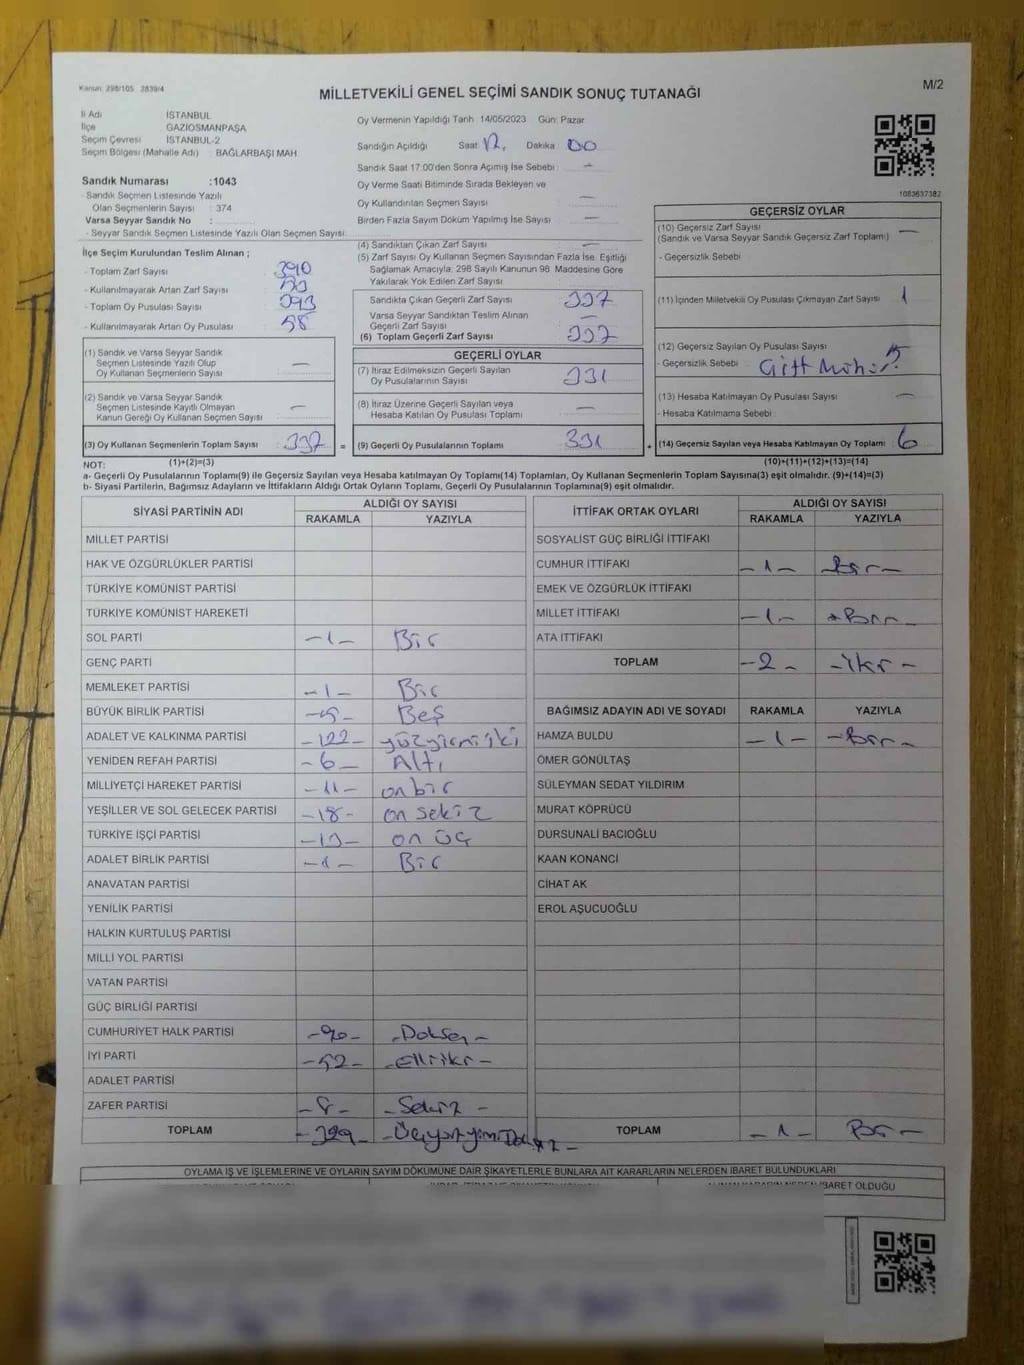 Kanun: 298/105 2839/4
M/2
MİLLETVEKİLİ GENEL SEÇİMİ SANDIK SONUÇ TUTANAĞI
İl Adı İSTANBUL
İlçe GAZİOSMANPAŞA
Seçim Çevresi İSTANBUL-2
Seçim Bölgesi (Mahalle Adı) : BAĞLARBAŞI MAH
Sandık Numarası :1043
- Sandık Seçmen Listesinde Yazılı
Olan Seçmenlerin Sayısı : 374
Varsa Seyyar Sandık No :
- Seyyar Sandık Seçmen Listesinde Yazılı Olan Seçmen Sayısı:
Oy Vermenin Yapıldığı Tarih 14/05/2023 Gün: Pazar
Sandığın Açıldığı Saat Dakika 00
Sandık Saat 17:00'den Sonra Açımış İse Sebebi: —
Oy Verme Saati Bitiminde Sırada Bekleyen ve
Oy Kullandırılan Seçmen Sayısı —
Birden Fazla Sayım Döküm Yapılmış İse Sayısı —
1083637382
İlçe Seçim Kurulundan Teslim Alınan ;
- Toplam Zarf Sayısı 390
- Kullanılmayarak Artan Zarf Sayısı 53
- Toplam Oy Pusulası Sayısı
- Kullanılmayarak Artan Oy Pusulası 58
(1) Sandık ve Varsa Seyyar Sandık
Seçmen Listesinde Yazılı Olup
Oy Kullanan Seçmenlerin Sayısı —
(2) Sandık ve Varsa Seyyar Sandık
Seçmen Listesinde Kayıtlı Olmayan
Kanun Gereği Oy Kullanan Seçmen Sayısı —
(3) Oy Kullanan Seçmenlerin Toplam Sayısı 337 =
(4) Sandıktan Çıkan Zarf Sayısı —
(5) Zarf Sayısı Oy Kullanan Seçmen Sayısından Fazla İse, Eşitliği
Sağlamak Amacıyla, 298 Sayılı Kanunun 98. Maddesine Göre
Yakılarak Yok Edilen Zarf Sayısı
Sandıkta Çıkan Geçerli Zarf Sayısı 337
Varsa Seyyar Sandıktan Teslim Alınan
Geçerli Zarf Sayısı —
(6) Toplam Geçerli Zarf Sayısı 337
GEÇERLİ OYLAR
(7) İtiraz Edilmeksizin Geçerli Sayılan
Oy Pusulalarının Sayısı 331
(8) İtiraz Üzerine Geçerli Sayılan veya
Hesaba Katılan Oy Pusulası Toplamı —
(9) Geçerli Oy Pusulalarının Toplamı 331 +
GEÇERSİZ OYLAR
(10) Geçersiz Zarf Sayısı —
(Sandık ve Varsa Seyyar Sandık Geçersiz Zarf Toplamı)
- Geçersizlik Sebebi
(11) İçinden Milletvekili Oy Pusulası Çıkmayan Zarf Sayısı 1
(12) Geçersiz Sayılan Oy Pusulası Sayısı 5
- Geçersizlik Sebebi Çift Mühür
(13) Hesaba Katılmayan Oy Pusulası Sayısı —
- Hesaba Katılmama Sebebi
(14) Geçersiz Sayılan veya Hesaba Katılmayan Oy Toplamı 6
NOT: (1)+(2)=(3) (10)+(11)+(12)+(13)=(14)
a- Geçerli Oy Pusulalarının Toplamı(9) ile Geçersiz Sayılan veya Hesaba katılmayan Oy Toplamı(14) Toplamları, Oy Kullanan Seçmenlerin Toplam Sayısına(3) eşit olmalıdır. (9)+(14)=(3)
b- Siyasi Partilerin, Bağımsız Adayların ve İttifakların Aldığı Ortak Oyların Toplamı, Geçerli Oy Pusulalarının Toplamına(9) eşit olmalıdır.
SİYASİ PARTİNİN ADI ALDIĞI OY SAYISI
RAKAMLA YAZIYLA
MİLLET PARTİSİ
HAK VE ÖZGÜRLÜKLER PARTİSİ
TÜRKİYE KOMÜNİST PARTİSİ
TÜRKİYE KOMÜNİST HAREKETİ
SOL PARTİ -1- Bir
GENÇ PARTİ
MEMLEKET PARTİSİ -1- Bir
BÜYÜK BİRLİK PARTİSİ -5- Beş
ADALET VE KALKINMA PARTİSİ -122- yüzyirmiiki
YENİDEN REFAH PARTİSİ -6- Altı
MİLLİYETÇİ HAREKET PARTİSİ -11- onbir
YEŞİLLER VE SOL GELECEK PARTİSİ -18- on sekiz
TÜRKİYE İŞÇİ PARTİSİ -13- on üç
ADALET BİRLİK PARTİSİ -1- Bir
ANAVATAN PARTİSİ
YENİLİK PARTİSİ
HALKIN KURTULUŞ PARTİSİ
MİLLİ YOL PARTİSİ
VATAN PARTİSİ
GÜÇ BİRLİĞİ PARTİSİ
CUMHURİYET HALK PARTİSİ -90- -Doksan-
İYİ PARTİ -52- -Elliiki-
ADALET PARTİSİ
ZAFER PARTİSİ -8- -Sekiz-
TOPLAM
İTTİFAK ORTAK OYLARI ALDIĞI OY SAYISI
RAKAMLA YAZIYLA
SOSYALİST GÜÇ BİRLİĞİ İTTİFAKI
CUMHUR İTTİFAKI -1- -Bir-
EMEK VE ÖZGÜRLÜK İTTİFAKI
MİLLET İTTİFAKI -1- -Bir-
ATA İTTİFAKI
TOPLAM -2- -İki-
BAĞIMSIZ ADAYIN ADI VE SOYADI RAKAMLA YAZIYLA
HAMZA BULDU -1- -Bir-
ÖMER GÖNÜLTAŞ
SÜLEYMAN SEDAT YILDIRIM
MURAT KÖPRÜCÜ
DURSUNALİ BACIOĞLU
KAAN KONANCİ
CİHAT AK
EROL AŞUCUOĞLU
TOPLAM -1- Bir-
OYLAMA İŞ VE İŞLEMLERİNE VE OYLARIN SAYIM DÖKÜMÜNE DAİR ŞİKAYETLERLE BUNLARA AİT KARARLARIN NELERDEN İBARET BULUNDUKLARI
İBARET OLDUĞU